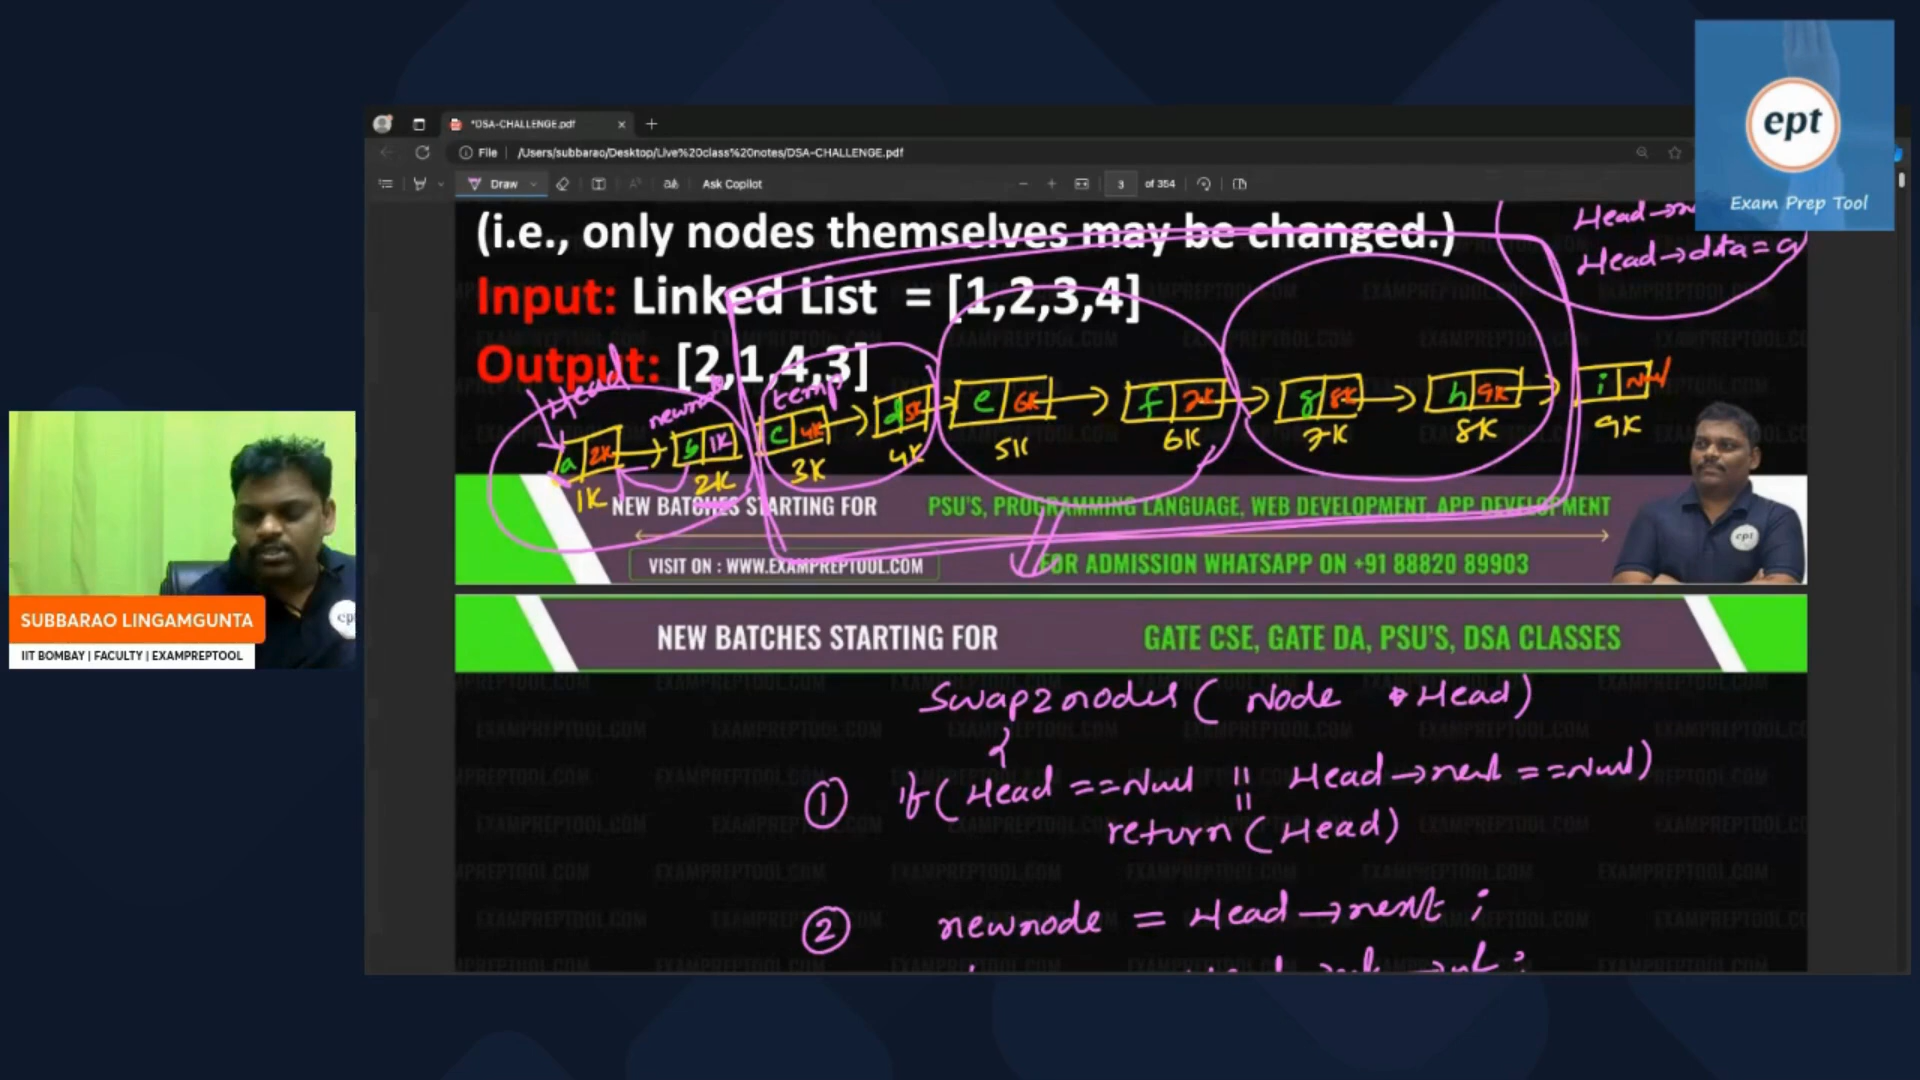 *DSA-CHALLENGE.pdf
File
/Users/subbarao/Desktop/Live%20class%20notes/DSA-CHALLENGE.pdf
Draw
Ask Copilot
3
of 354
ept
Exam Prep Tool
(i.e., only nodes themselves may be changed.)
Head→
Head→data=a
Input: Linked List = [1,2,3,4]
Output: [2,1,4,3]
Head
newnode
temp
a 2K
b 1K
c 4K
d 5K
e 6K
f 7K
g 8K
h 9K
i Null
1K
2K
3K
4K
5K
6K
7K
8K
9K
NEW BATCHES STARTING FOR
PSU'S, PROGRAMMING LANGUAGE, WEB DEVELOPMENT, APP DEVELOPMENT
VISIT ON : WWW.EXAMPREPTOOL.COM
FOR ADMISSION WHATSAPP ON +91 88820 89903
ept
SUBBARAO LINGAMGUNTA
IIT BOMBAY | FACULTY | EXAMPREPTOOL
NEW BATCHES STARTING FOR
GATE CSE, GATE DA, PSU'S, DSA CLASSES
Swap2nodes( Node *Head)
{
① if( Head ==Null || Head→next ==Null)
return( Head)
② newnode = Head→next ;